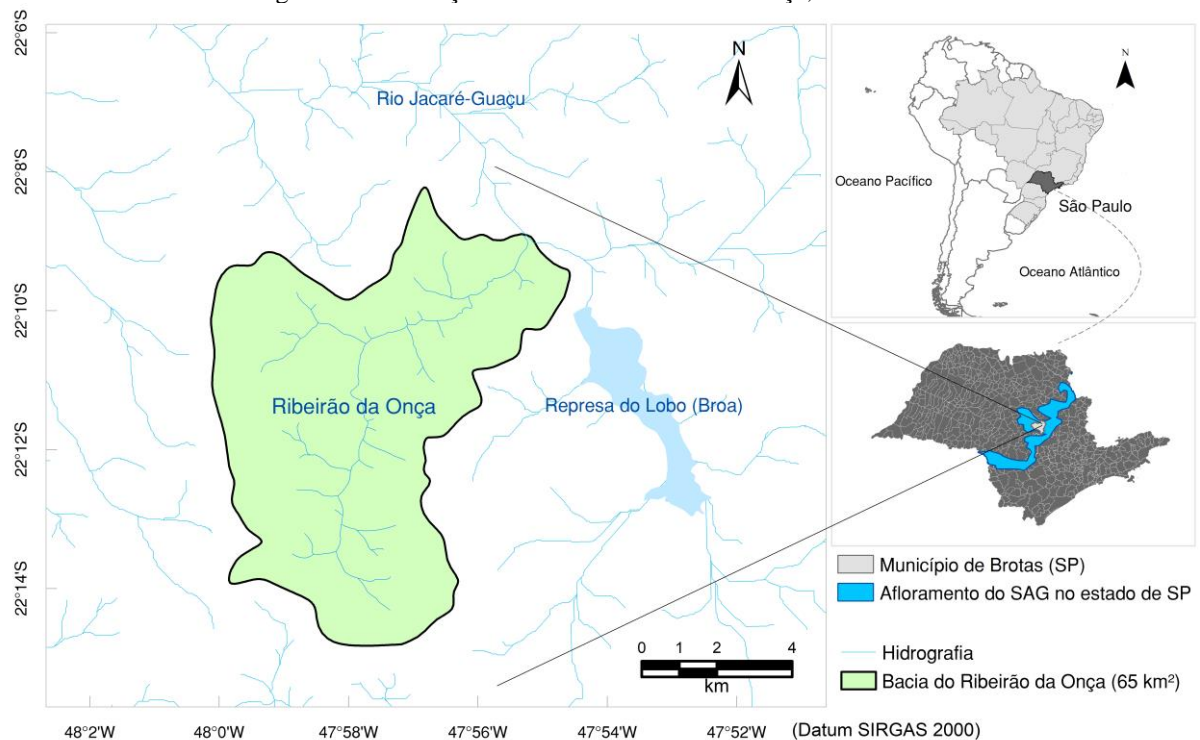 22°6'S
22°8'S
22°10'S
22°12'S
22°14'S
N
Rio Jacaré-Guaçu
Ribeirão da Onça
Represa do Lobo (Broa)
0 1 2 4
km
48°2'W 48°0'W 47°58'W 47°56'W 47°54'W 47°52'W (Datum SIRGAS 2000)
N
Oceano Pacífico
São Paulo
Oceano Atlântico
Município de Brotas (SP)
Afloramento do SAG no estado de SP
Hidrografia
Bacia do Ribeirão da Onça (65 km²)